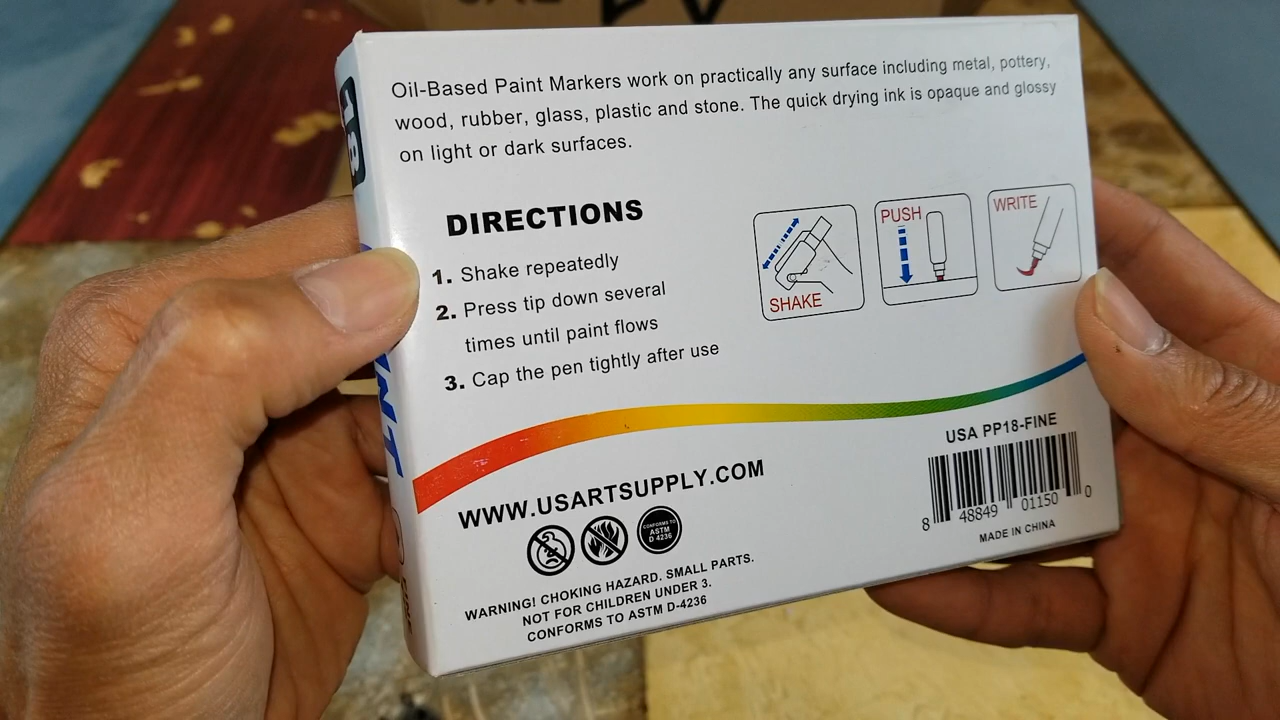 Oil-Based Paint Markers work on practically any surface including metal, pottery,
wood, rubber, glass, plastic and stone. The quick drying ink is opaque and glossy
on light or dark surfaces.
DIRECTIONS
1. Shake repeatedly
2. Press tip down several
times until paint flows
3. Cap the pen tightly after use
SHAKE
PUSH
WRITE
WWW.USARTSUPPLY.COM
CONFORMS TO
ASTM
D 4236
WARNING! CHOKING HAZARD. SMALL PARTS.
NOT FOR CHILDREN UNDER 3.
CONFORMS TO ASTM D-4236
USA PP18-FINE
8 48849 01150 0
MADE IN CHINA
18